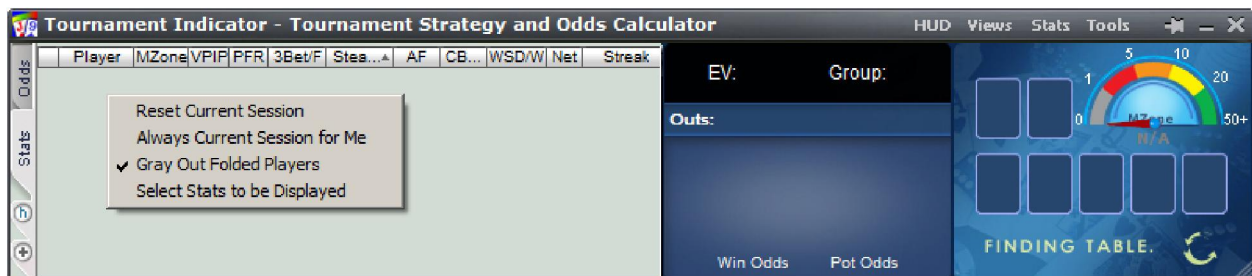 Tournament Indicator - Tournament Strategy and Odds Calculator HUD Views Stats Tools
Odds
Stats
h
Player MZone VPIP PFR 3Bet/F Stea... AF CB... WSD/W Net Streak
Reset Current Session
Always Current Session for Me
Gray Out Folded Players
Select Stats to be Displayed
EV: Group:
Outs:
Win Odds Pot Odds
0 1 5 10 20 50+
MZone
N/A
FINDING TABLE.